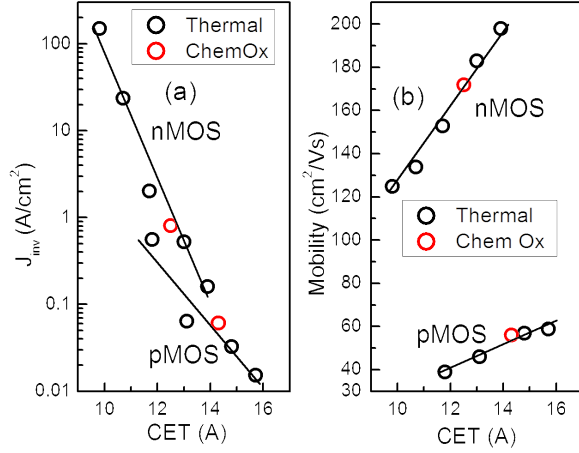 Thermal
ChemOx
(a)
nMOS
pMOS
100
10
1
0.1
0.01
J_inv (A/cm²)
8 10 12 14 16
CET (A)
(b)
nMOS
Thermal
Chem Ox
pMOS
200
180
160
140
120
100
80
60
40
30
Mobility (cm²/Vs)
10 12 14 16
CET (A)